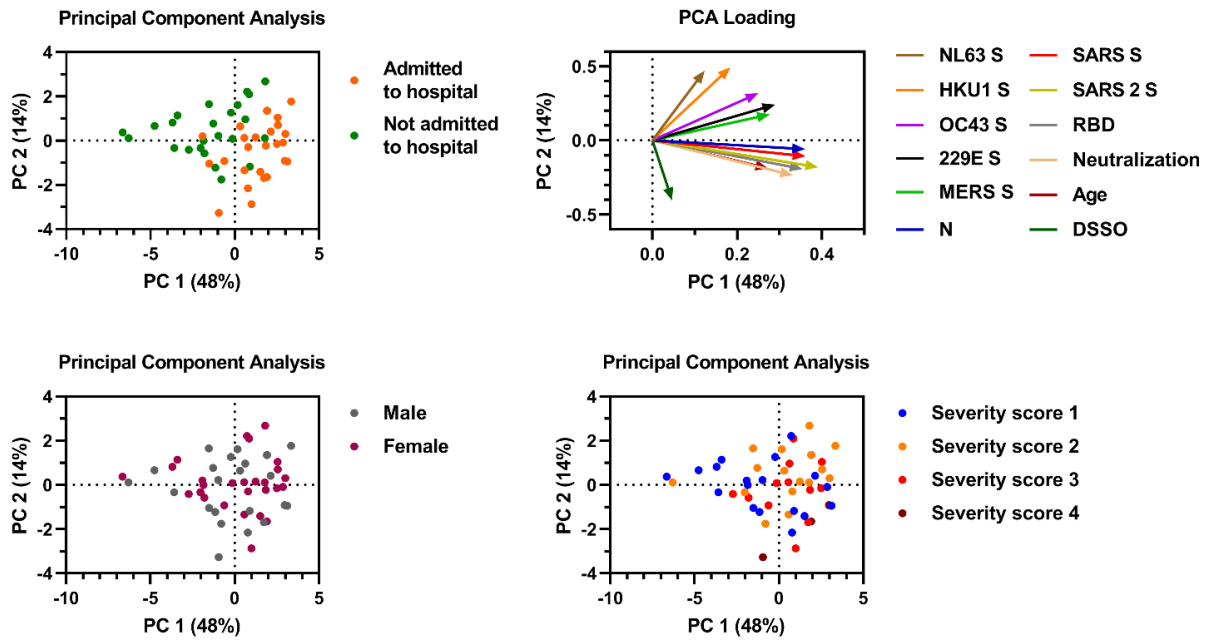 Principal Component Analysis
4
2
0
-2
-4
-10
-5
0
5
PC 2 (14%)
PC 1 (48%)
Admitted
to hospital
Not admitted
to hospital
PCA Loading
0.5
0.0
-0.5
0.0
0.2
0.4
PC 2 (14%)
PC 1 (48%)
NL63 S
HKU1 S
OC43 S
229E S
MERS S
N
SARS S
SARS 2 S
RBD
Neutralization
Age
DSSO
Principal Component Analysis
4
2
0
-2
-4
-10
-5
0
5
PC 2 (14%)
PC 1 (48%)
Male
Female
Principal Component Analysis
4
2
0
-2
-4
-10
-5
0
5
PC 2 (14%)
PC 1 (48%)
Severity score 1
Severity score 2
Severity score 3
Severity score 4